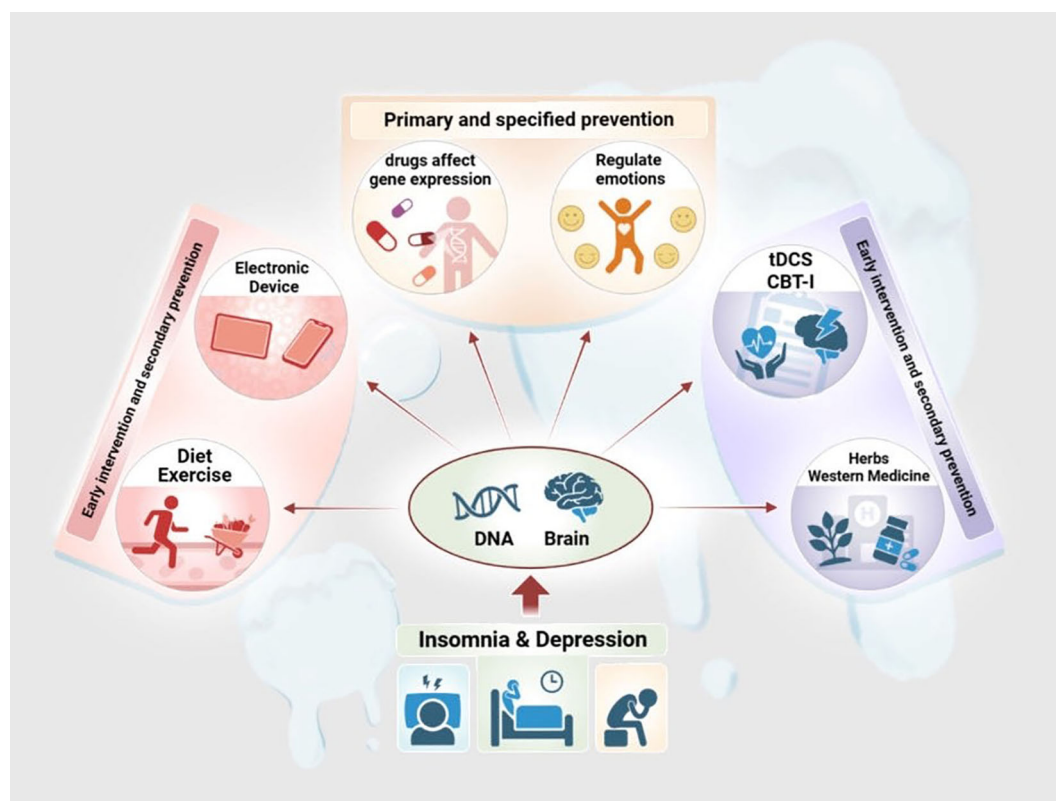 Primary and specified prevention
drugs affect
gene expression
Regulate
emotions
Early intervention and secondary prevention
Electronic
Device
Diet
Exercise
tDCS
CBT-I
Herbs
Western Medicine
H
Early intervention and secondary prevention
DNA
Brain
Insomnia & Depression